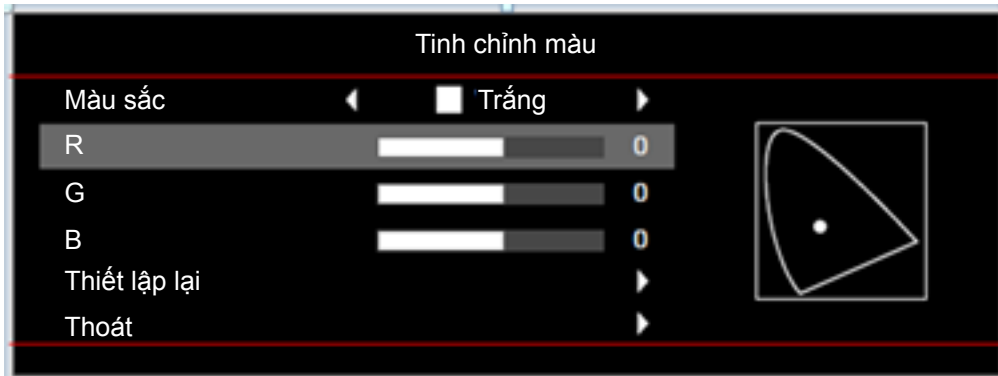 Tinh chỉnh màu
Màu sắc Trắng
R 0
G 0
B 0
Thiết lập lại
Thoát